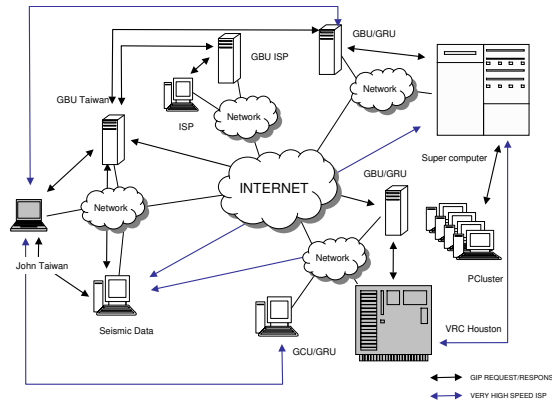 GBU/GRU
GBU ISP
GBU Taiwan
Network
ISP
Network
Super computer
GBU/GRU
INTERNET
Network
Network
PCluster
John Taiwan
Seismic Data
GCU/GRU
VRC Houston
GIP REQUEST/RESPONS
VERY HIGH SPEED ISP